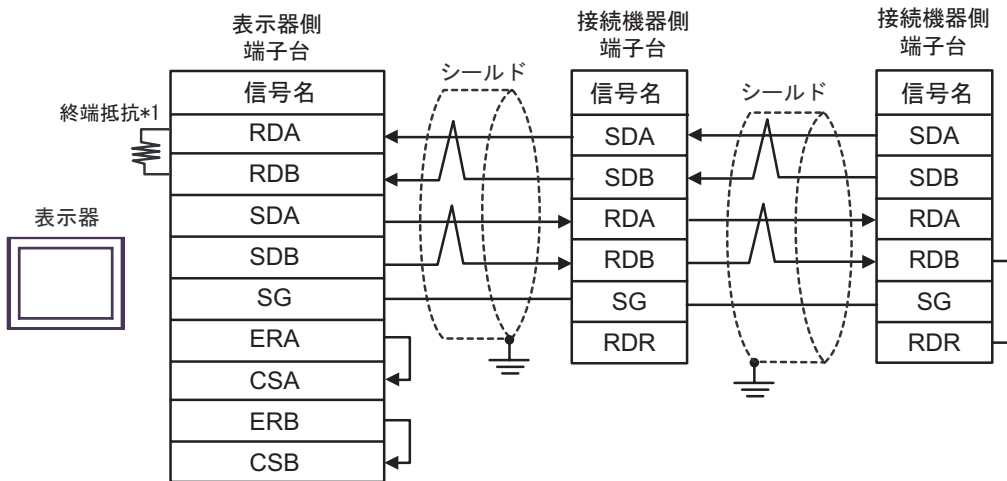 表示器側
端子台
信号名
RDA
RDB
SDA
SDB
SG
ERA
CSA
ERB
CSB
終端抵抗*1
表示器
シールド
接続機器側
端子台
信号名
SDA
SDB
RDA
RDB
SG
RDR
シールド
接続機器側
端子台
信号名
SDA
SDB
RDA
RDB
SG
RDR